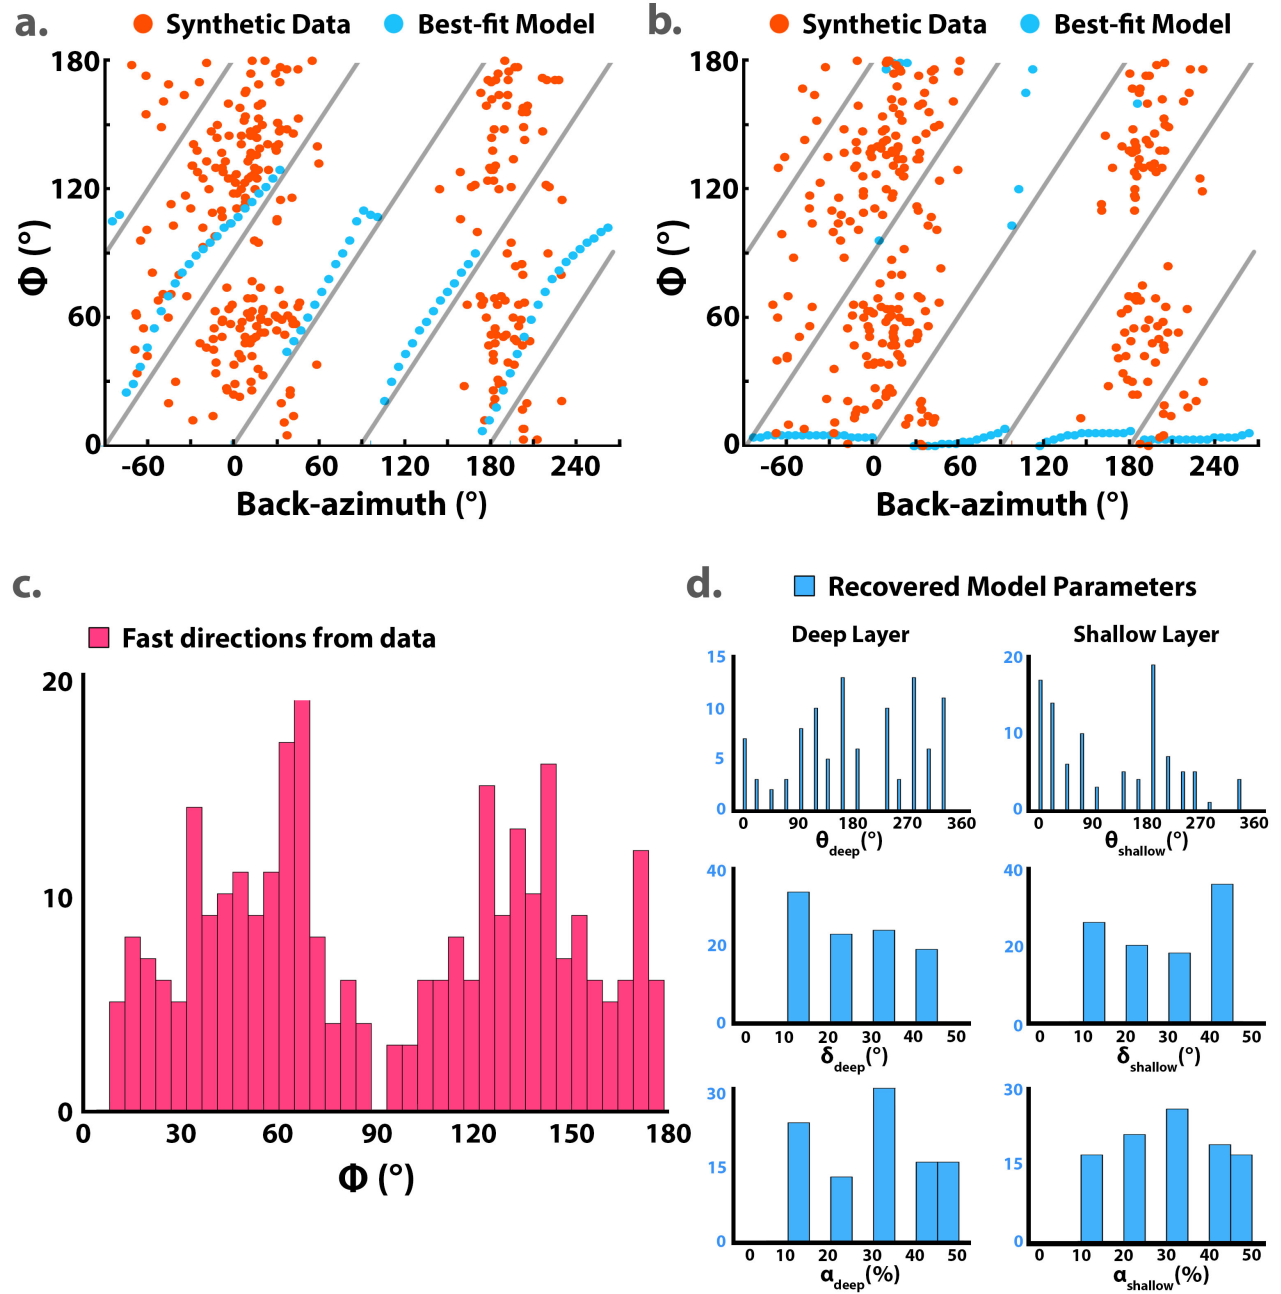 a.
Synthetic Data
Best-fit Model
180
120
60
0
Φ (°)
-60 0 60 120 180 240
Back-azimuth (°)
b.
Synthetic Data
Best-fit Model
180
120
60
0
Φ (°)
-60 0 60 120 180 240
Back-azimuth (°)
c.
Fast directions from data
20
10
0
0 30 60 90 120 150 180
Φ (°)
d.
Recovered Model Parameters
Deep Layer
15
10
5
0
0 90 180 270 360
θdeep(°)
Shallow Layer
20
10
0
0 90 180 270 360
θshallow(°)
40
20
0
0 10 20 30 40 50
δdeep(°)
40
20
0
0 10 20 30 40 50
δshallow(°)
30
15
0
0 10 20 30 40 50
αdeep(%)
30
15
0
0 10 20 30 40 50
αshallow(%)